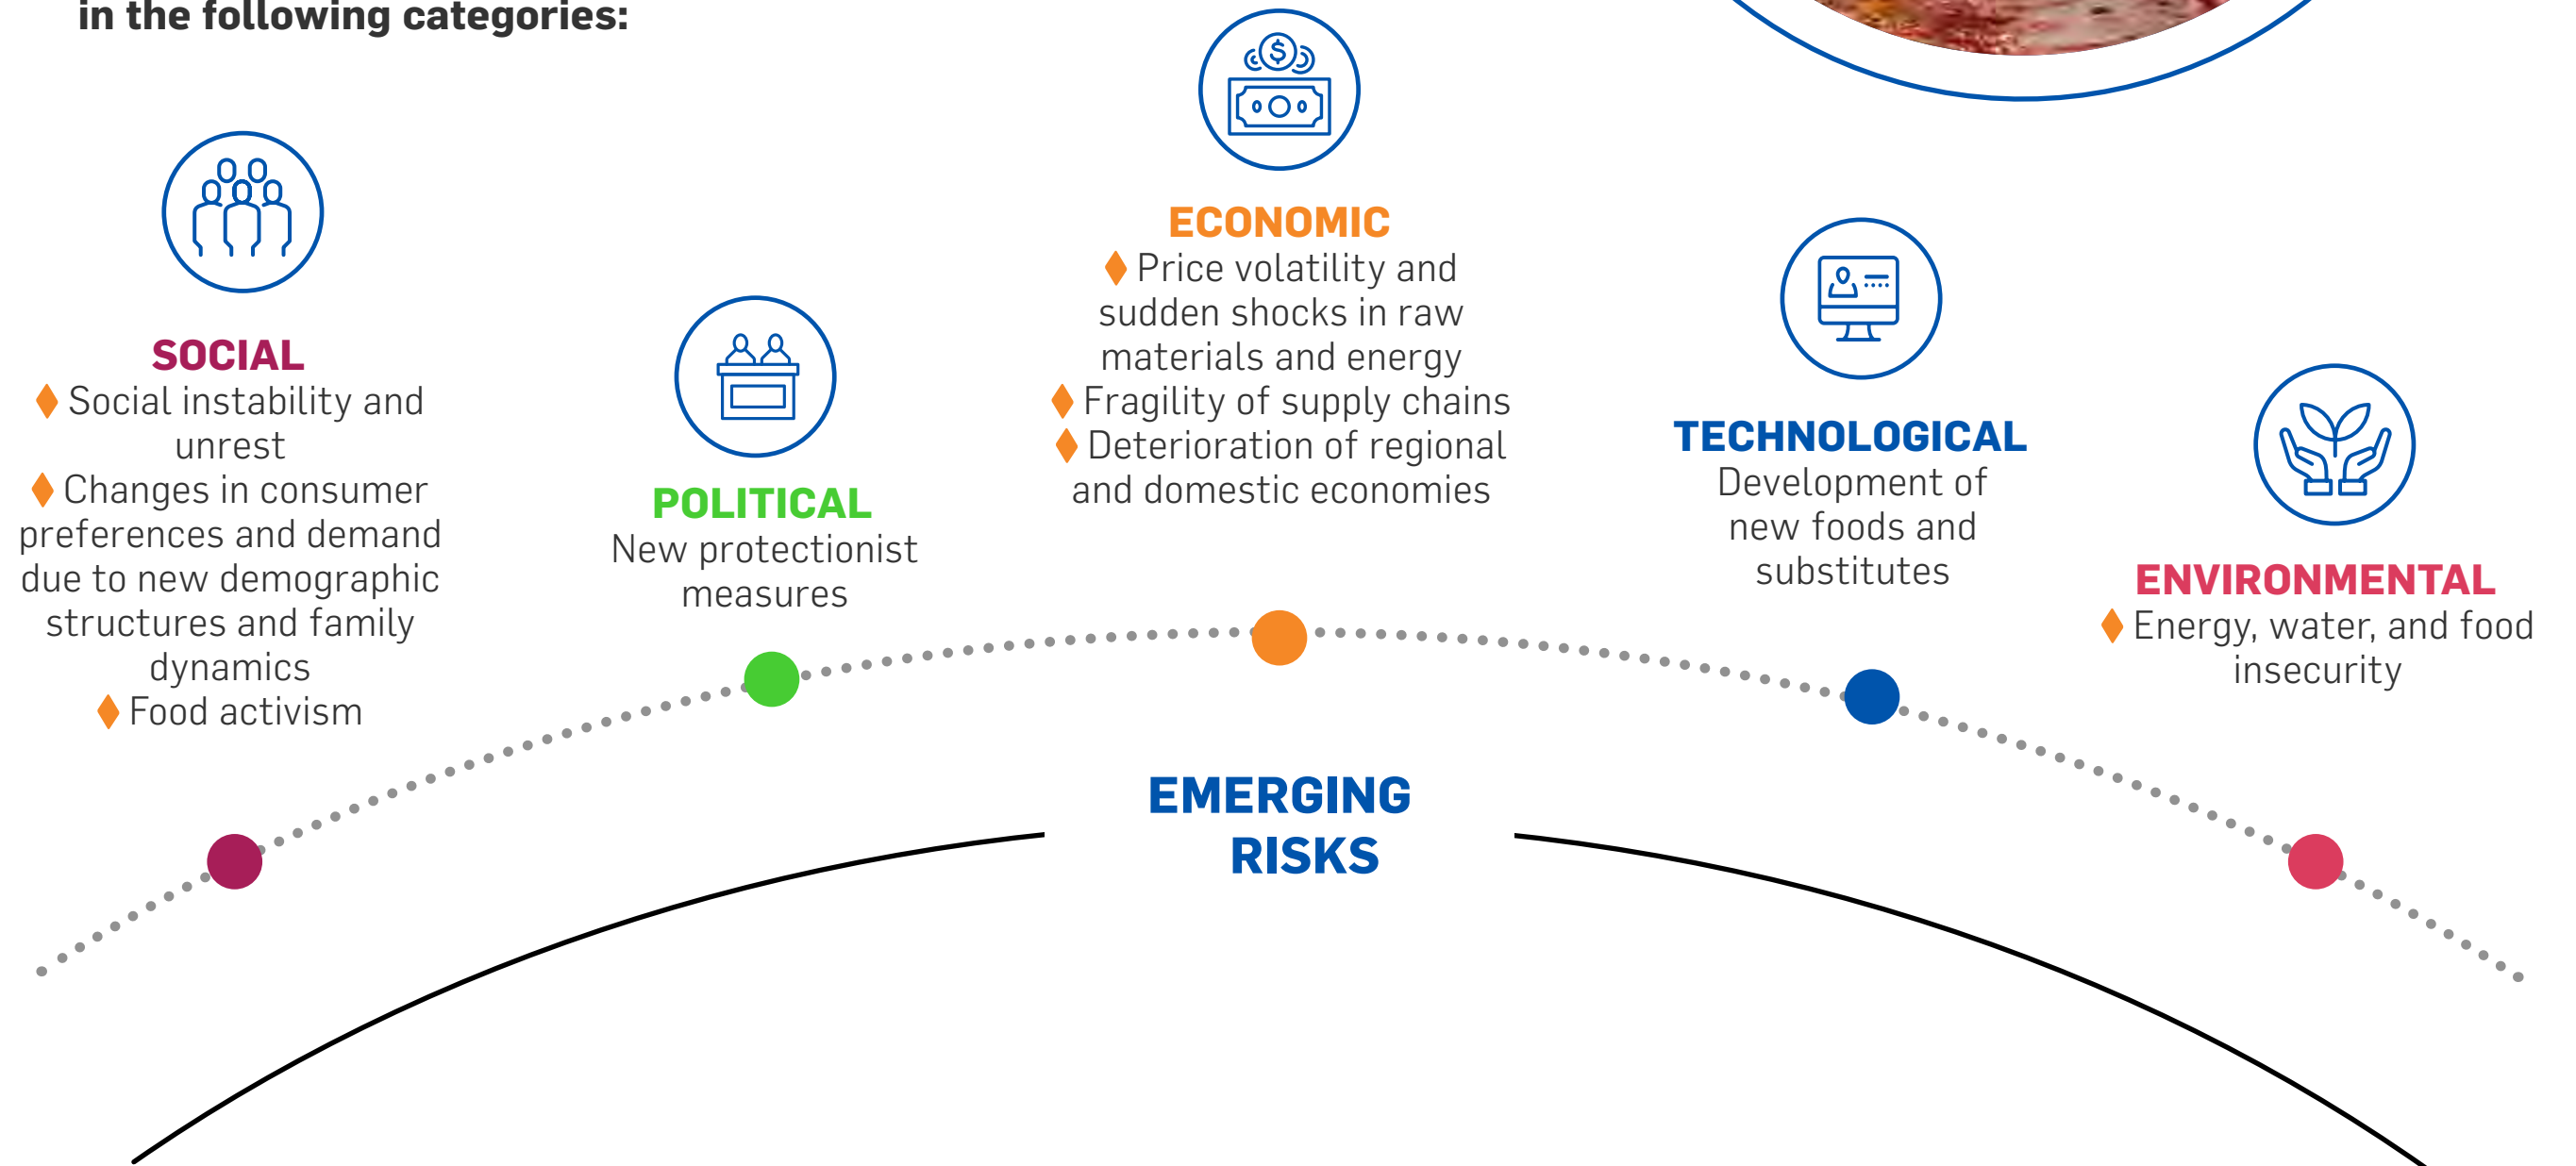 in the following categories:
SOCIAL
Social instability and
unrest
Changes in consumer
preferences and demand
due to new demographic
structures and family
dynamics
Food activism
POLITICAL
New protectionist
measures
ECONOMIC
Price volatility and
sudden shocks in raw
materials and energy
Fragility of supply chains
Deterioration of regional
and domestic economies
TECHNOLOGICAL
Development of
new foods and
substitutes
ENVIRONMENTAL
Energy, water, and food
insecurity
EMERGING
RISKS